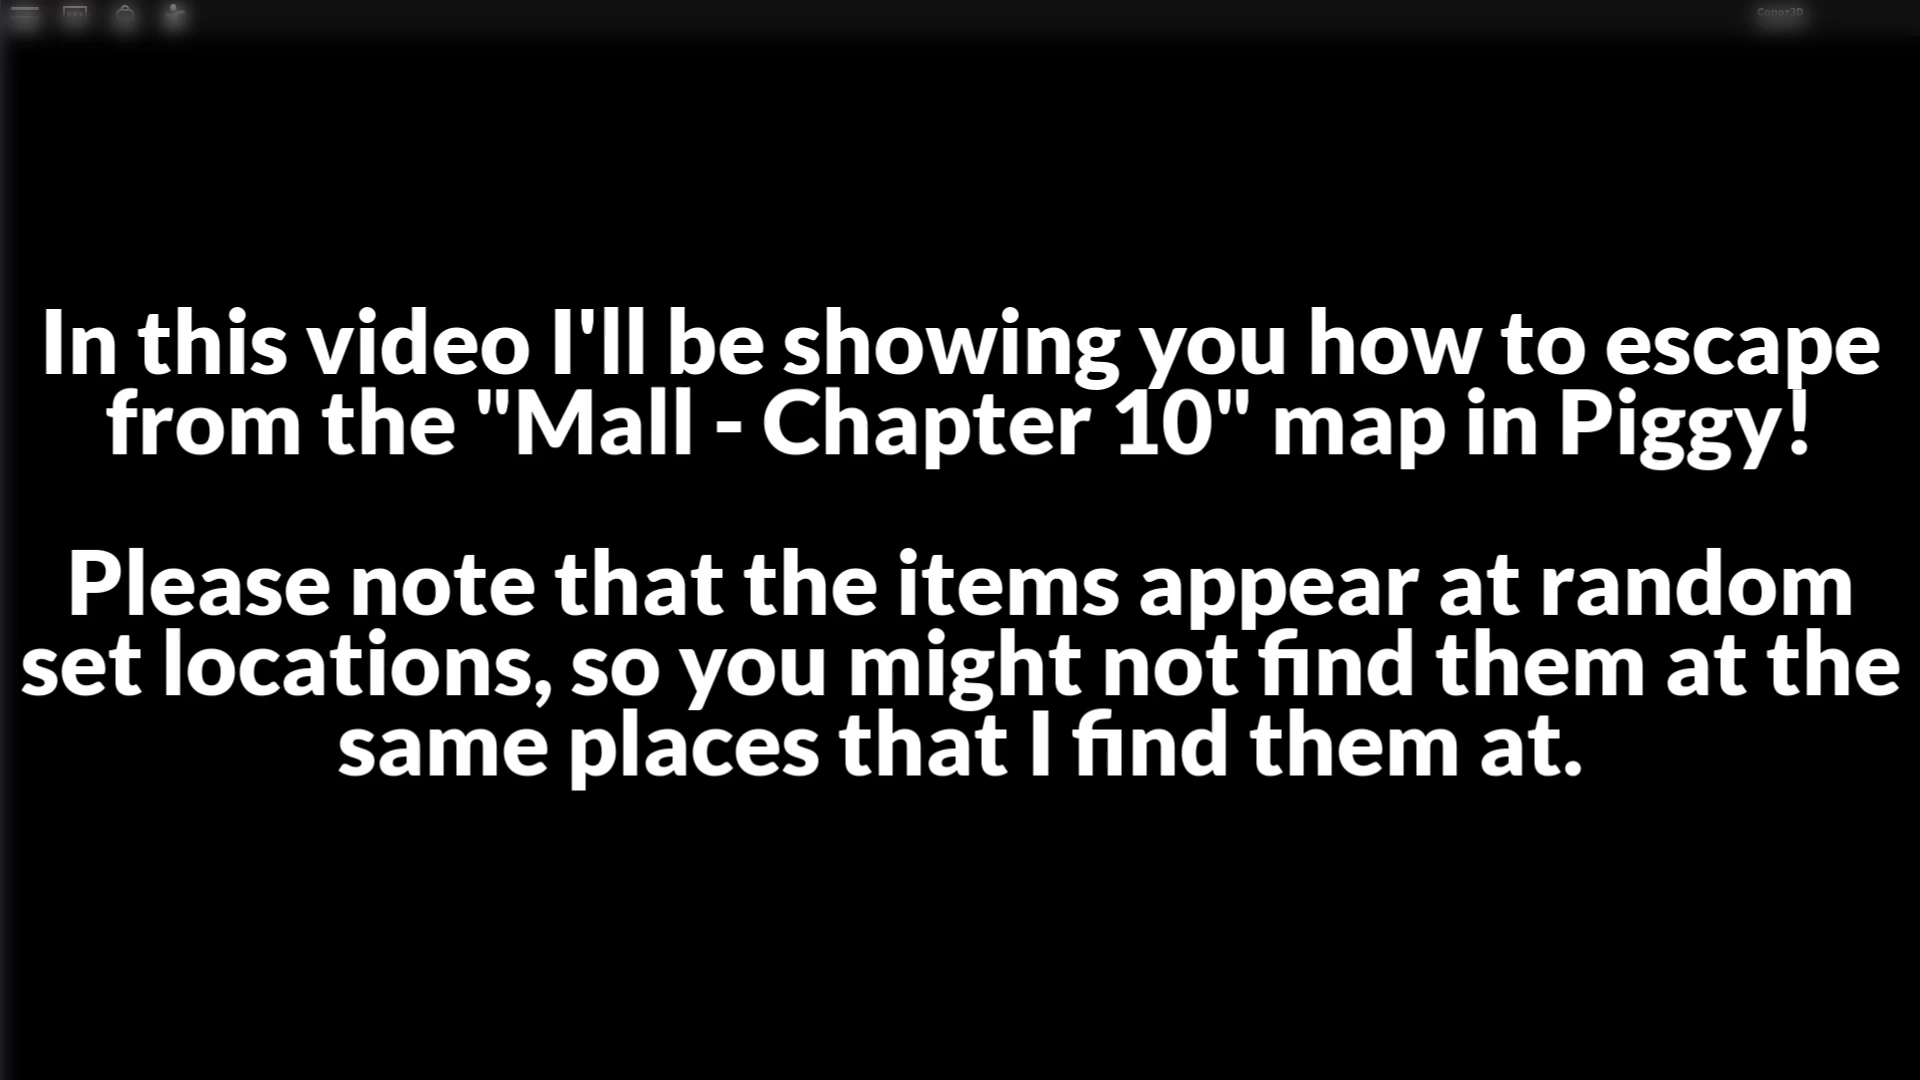 Conor3D
In this video I'll be showing you how to escape
from the "Mall - Chapter 10" map in Piggy!
Please note that the items appear at random
set locations, so you might not find them at the
same places that I find them at.